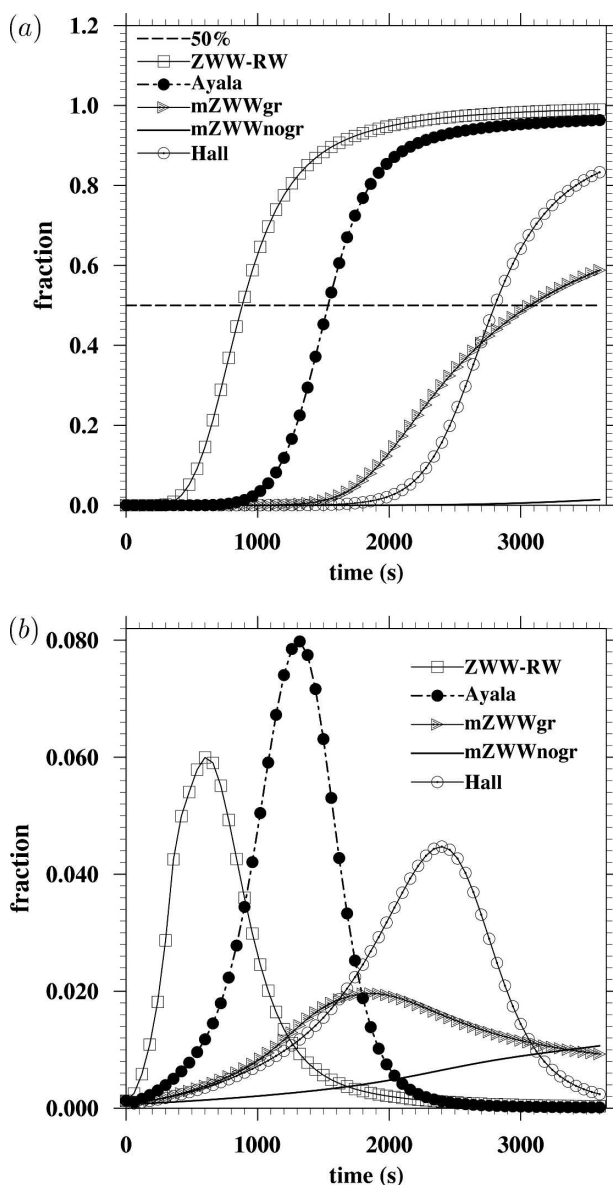 (a)
1.2
1.0
0.8
0.6
0.4
0.2
0.0
fraction
50%
ZWW-RW
Ayala
mZWWgr
mZWWnogr
Hall
0 1000 2000 3000
time (s)
(b)
0.080
0.060
0.040
0.020
0.000
fraction
ZWW-RW
Ayala
mZWWgr
mZWWnogr
Hall
0 1000 2000 3000
time (s)